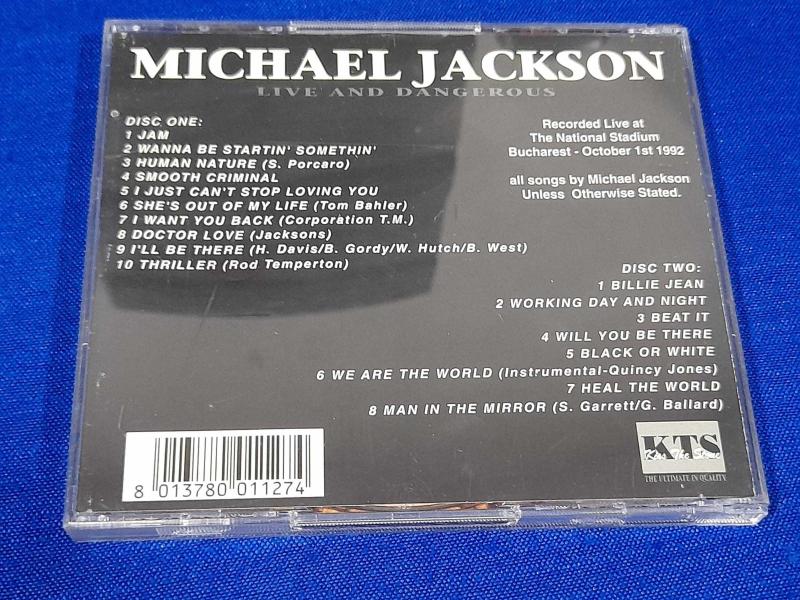 MICHAEL JACKSON
LIVE AND DANGEROUS
DISC ONE:
1 JAM
2 WANNA BE STARTIN' SOMETHIN'
3 HUMAN NATURE (S. Porcaro)
4 SMOOTH CRIMINAL
5 I JUST CAN'T STOP LOVING YOU
6 SHE'S OUT OF MY LIFE (Tom Bahler)
7 I WANT YOU BACK (Corporation T.M.)
8 DOCTOR LOVE (Jacksons)
9 I'LL BE THERE (H. Davis/B. Gordy/W. Hutch/B. West)
10 THRILLER (Rod Temperton)
Recorded Live at
The National Stadium
Bucharest - October 1st 1992
all songs by Michael Jackson
Unless Otherwise Stated.
DISC TWO:
1 BILLIE JEAN
2 WORKING DAY AND NIGHT
3 BEAT IT
4 WILL YOU BE THERE
5 BLACK OR WHITE
6 WE ARE THE WORLD (Instrumental-Quincy Jones)
7 HEAL THE WORLD
8 MAN IN THE MIRROR (S. Garrett/G. Ballard)
8 013780 011274
KTS
Kiss The Stone
THE ULTIMATE IN QUALITY